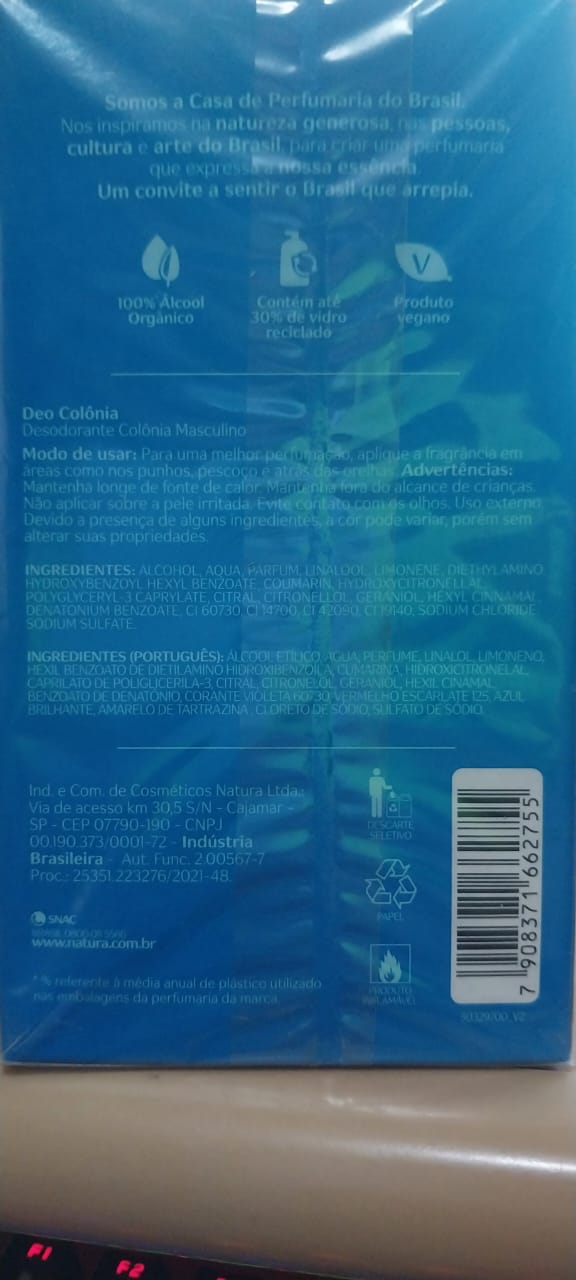 Somos a Casa de Perfumaria do Brasil.
Nos inspiramos na natureza generosa, nas pessoas,
cultura e arte do Brasil, para criar uma perfumaria
que expressa a nossa essência.
Um convite a sentir o Brasil que arrepia.
100% Álcool
Orgânico
Contém até
30% de vidro
reciclado
V
Produto
vegano
Deo Colônia
Desodorante Colônia Masculino
Modo de usar: Para uma melhor perfumação, aplique a fragrância em
áreas como nos punhos, pescoço e atrás das orelhas. Advertências:
Mantenha longe de fonte de calor. Mantenha fora do alcance de crianças.
Não aplicar sobre a pele irritada. Evite contato com os olhos. Uso externo.
Devido a presença de alguns ingredientes, a cor pode variar, porém sem
alterar suas propriedades.
INGREDIENTES: ALCOHOL, AQUA, PARFUM, LINALOOL, LIMONENE, DIETHYLAMINO
HYDROXYBENZOYL HEXYL BENZOATE, COUMARIN, HYDROXYCITRONELLAL,
POLYGLYCERYL-3 CAPRYLATE, CITRAL, CITRONELLOL, GERANIOL, HEXYL CINNAMAL,
DENATONIUM BENZOATE, CI 60730, CI 14700, CI 42090, CI 19140, SODIUM CHLORIDE,
SODIUM SULFATE.
INGREDIENTES (PORTUGUÊS): ÁLCOOL ETÍLICO, ÁGUA, PERFUME, LINALOL, LIMONENO,
HEXIL BENZOATO DE DIETILAMINO HIDROXIBENZOILA, CUMARINA, HIDROXICITRONELAL,
CAPRILATO DE POLIGLICERILA-3, CITRAL, CITRONELOL, GERANIOL, HEXIL CINAMAL,
BENZOATO DE DENATÔNIO, CORANTE VIOLETA 60730, VERMELHO ESCARLATE 125, AZUL
BRILHANTE, AMARELO DE TARTRAZINA, CLORETO DE SÓDIO, SULFATO DE SÓDIO.
Ind. e Com. de Cosméticos Natura Ltda.:
Via de acesso km 30,5 S/N - Cajamar -
SP - CEP 07790-190 - CNPJ
00.190.373/0001-72 - Indústria
Brasileira - Aut. Func. 2.00567-7
Proc.: 25351.223276/2021-48.
SNAC
BRASIL 0800 011 5566
www.natura.com.br
* % referente à média anual de plástico utilizado
nas embalagens da perfumaria da marca.
DESCARTE
SELETIVO
PAPEL
PRODUTO
INFLAMÁVEL
7 908371 662755
50329200_V2
F1
F2